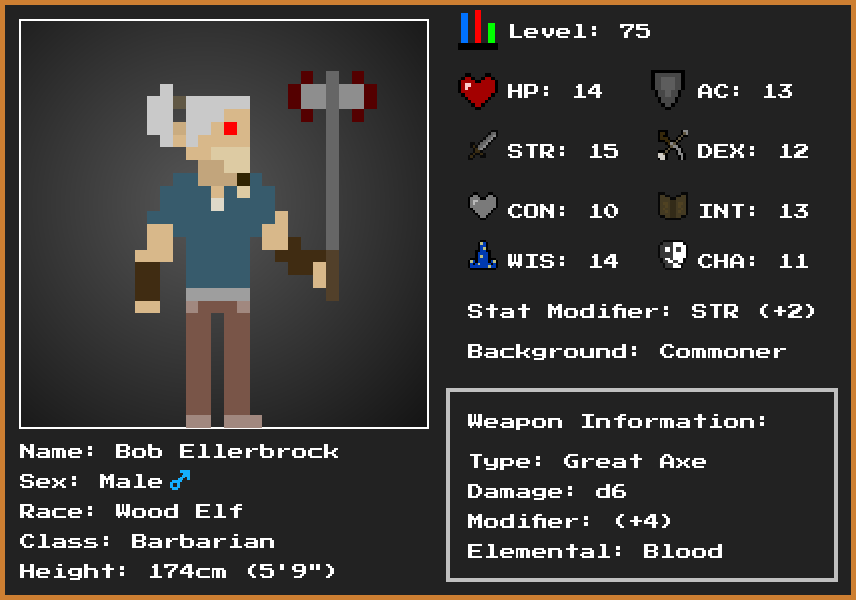 Level: 75
HP: 14
AC: 13
STR: 15
DEX: 12
CON: 10
INT: 13
WIS: 14
CHA: 11
Stat Modifier: STR (+2)
Background: Commoner
Weapon Information:
Type: Great Axe
Damage: d6
Modifier: (+4)
Elemental: Blood
Name: Bob Ellerbrock
Sex: Male ♂
Race: Wood Elf
Class: Barbarian
Height: 174cm (5'9")